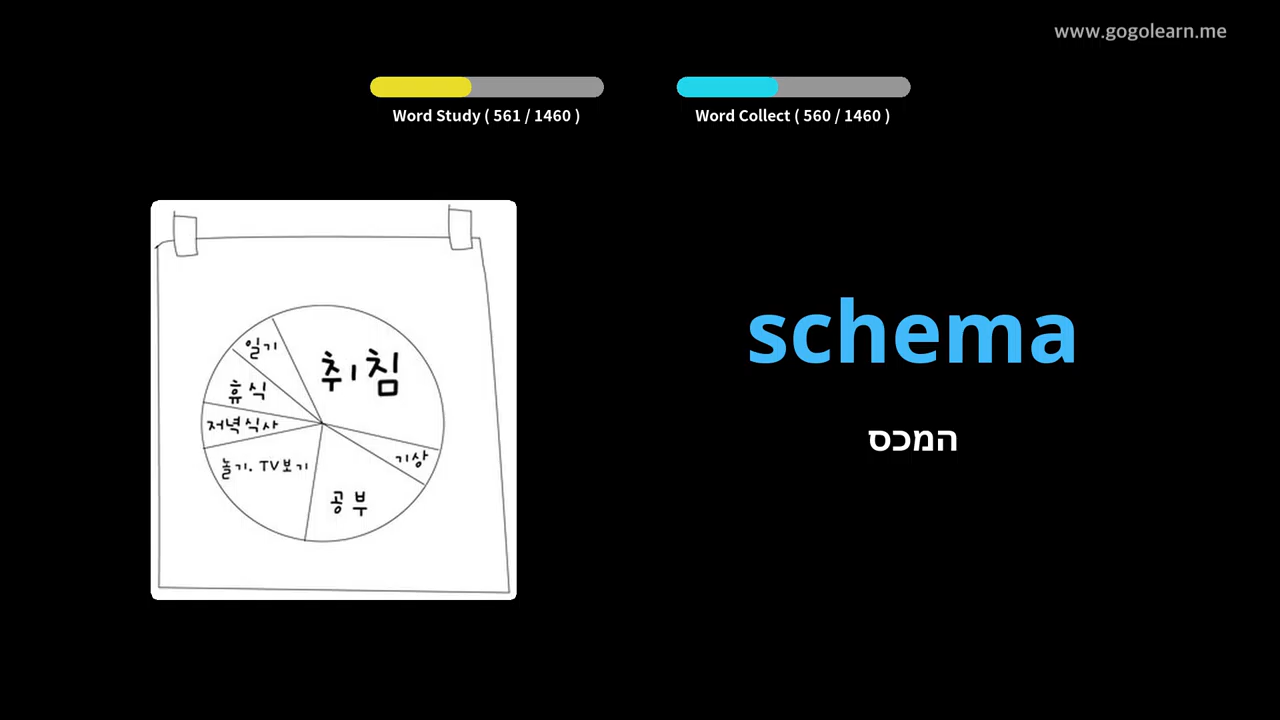 www.gogolearn.me
Word Study ( 561 / 1460 )
Word Collect ( 560 / 1460 )
일기
취침
휴식
저녁식사
놀기. TV보기
기상
공부
schema
המכס